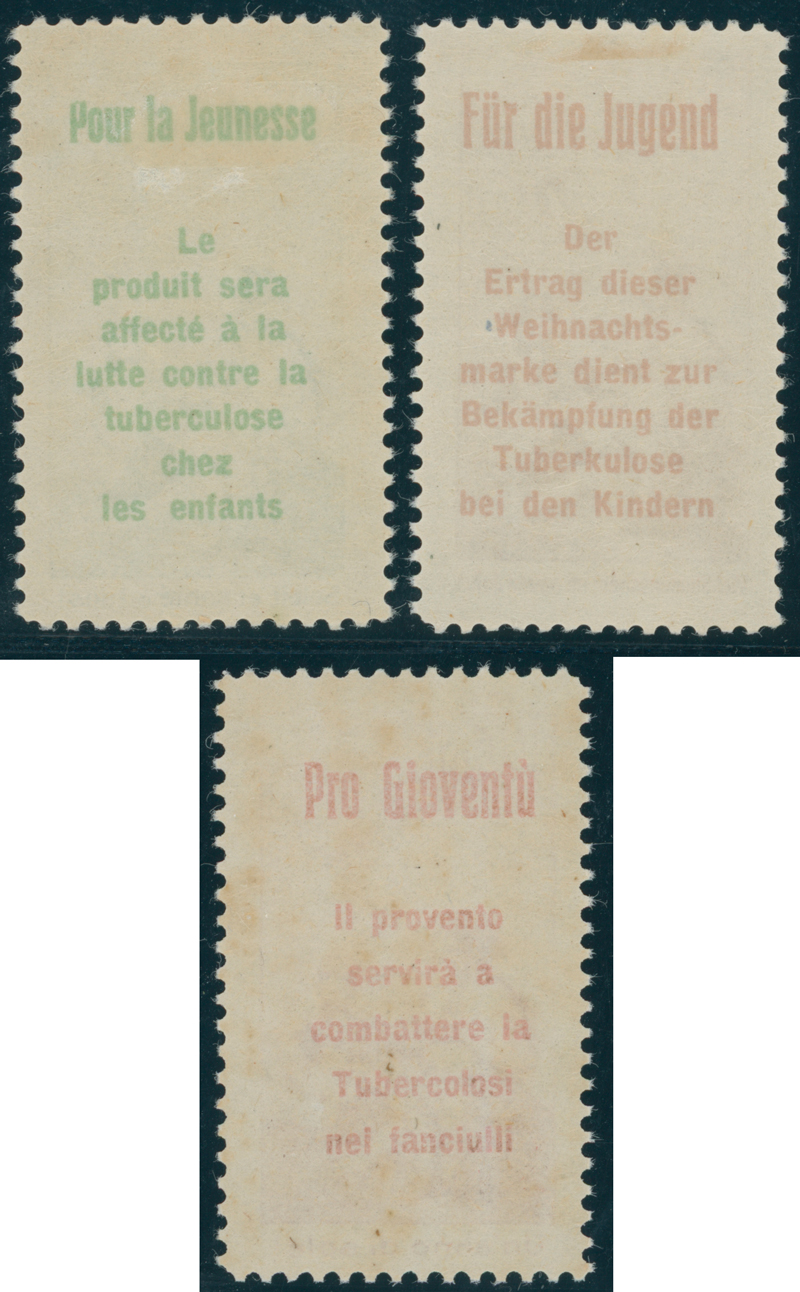 Pour la Jeunesse
Le
produit sera
affecté à la
lutte contre la
tuberculose
chez
les enfants
Für die Jugend
Der
Ertrag dieser
Weihnachts-
marke dient zur
Bekämpfung der
Tuberkulose
bei den Kindern
Pro Gioventù
Il provento
servirà a
combattere la
Tubercolosi
nei fanciulli